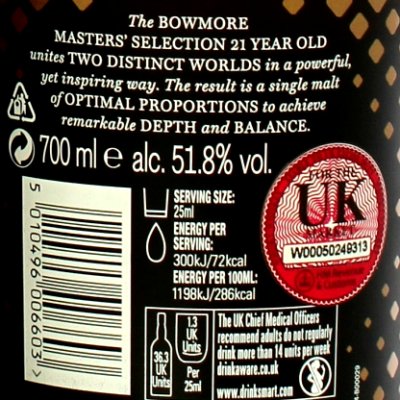 The BOWMORE
MASTERS' SELECTION 21 YEAR OLD
unites TWO DISTINCT WORLDS in a powerful,
yet inspiring way. The result is a single malt
of OPTIMAL PROPORTIONS to achieve
remarkable DEPTH and BALANCE.
700 ml e alc. 51.8% vol.
5 010496 006603
SERVING SIZE:
25ml
ENERGY PER
SERVING:
300kJ/72kcal
ENERGY PER 100ML:
1198kJ/286kcal
FOR THE
UK
MARKET
W00050249313
36.3
UK
Units
1.3
UK
Units
Per
25ml
The UK Chief Medical Officers
recommend adults do not regularly
drink more than 14 units per week
drinkaware.co.uk
www.drinksmart.com